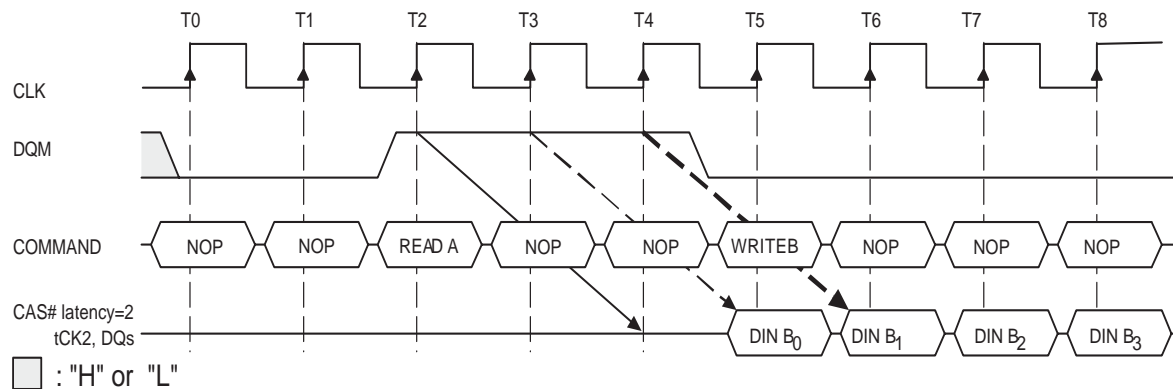 T0 T1 T2 T3 T4 T5 T6 T7 T8
CLK
DQM
COMMAND NOP NOP READ A NOP NOP WRITEB NOP NOP NOP
CAS# latency=2
tCK2, DQs DIN B0 DIN B1 DIN B2 DIN B3
: "H" or "L"